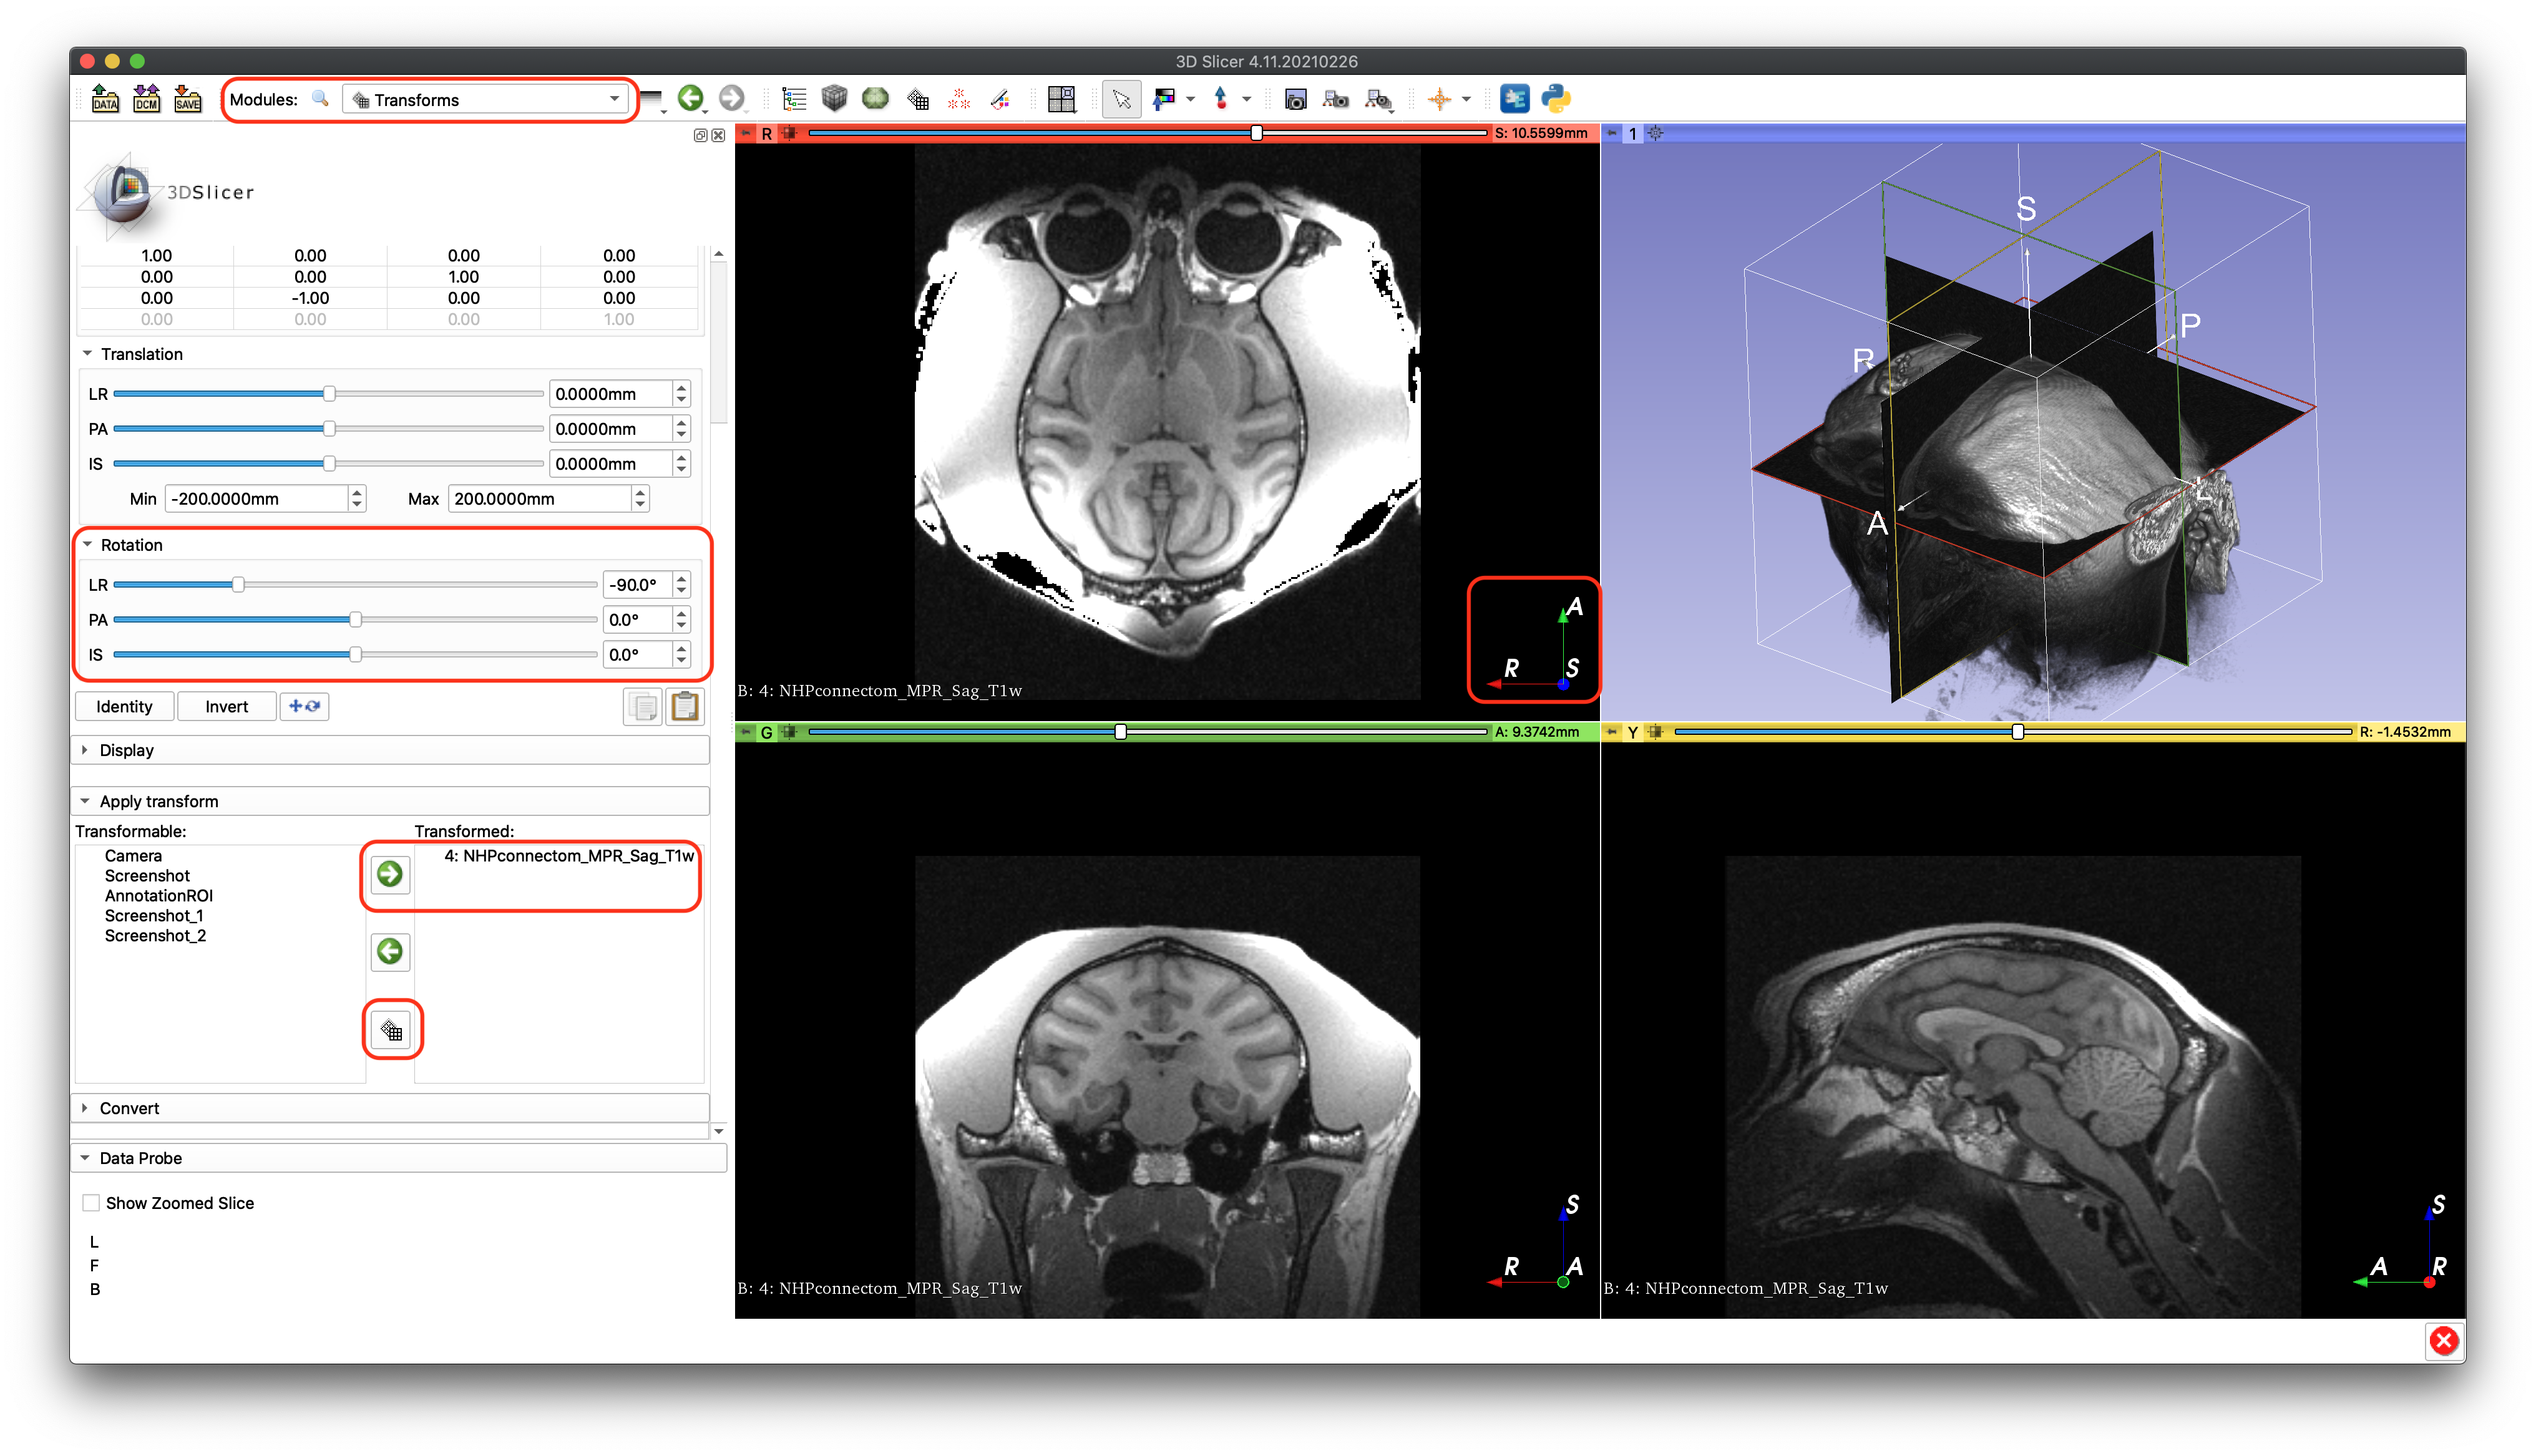 3D Slicer 4.11.20210226
DATA DCM SAVE Modules: Transforms
3DSlicer
1.00 0.00 0.00 0.00
0.00 0.00 1.00 0.00
0.00 -1.00 0.00 0.00
0.00 0.00 0.00 1.00
Translation
LR 0.0000mm
PA 0.0000mm
IS 0.0000mm
Min -200.0000mm Max 200.0000mm
Rotation
LR -90.0°
PA 0.0°
IS 0.0°
Identity Invert
Display
Apply transform
Transformable: Transformed:
Camera
Screenshot
AnnotationROI
Screenshot_1
Screenshot_2
4: NHPconnectom_MPR_Sag_T1w
Convert
Data Probe
Show Zoomed Slice
L
F
B
R S: 10.5599mm
A
R S
B: 4: NHPconnectom_MPR_Sag_T1w
1
S
P
R
L
A
G A: 9.3742mm
S
R A
B: 4: NHPconnectom_MPR_Sag_T1w
Y R: -1.4532mm
S
A R
B: 4: NHPconnectom_MPR_Sag_T1w